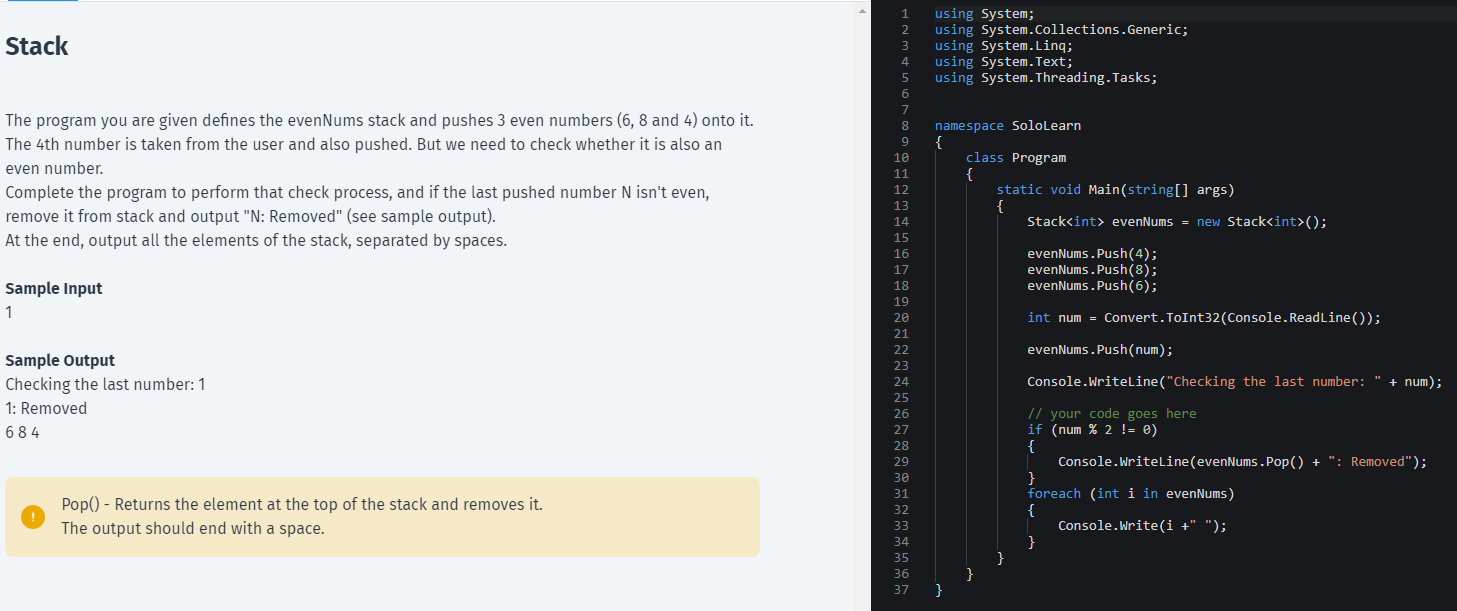 Stack
The program you are given defines the evenNums stack and pushes 3 even numbers (6, 8 and 4) onto it.
The 4th number is taken from the user and also pushed. But we need to check whether it is also an
even number.
Complete the program to perform that check process, and if the last pushed number N isn't even,
remove it from stack and output "N: Removed" (see sample output).
At the end, output all the elements of the stack, separated by spaces.
Sample Input
1
Sample Output
Checking the last number: 1
1: Removed
6 8 4
!
Pop() - Returns the element at the top of the stack and removes it.
The output should end with a space.
1 using System;
2 using System.Collections.Generic;
3 using System.Linq;
4 using System.Text;
5 using System.Threading.Tasks;
6
7
8 namespace SoloLearn
9 {
10     class Program
11     {
12         static void Main(string[] args)
13         {
14             Stack<int> evenNums = new Stack<int>();
15
16             evenNums.Push(4);
17             evenNums.Push(8);
18             evenNums.Push(6);
19
20             int num = Convert.ToInt32(Console.ReadLine());
21
22             evenNums.Push(num);
23
24             Console.WriteLine("Checking the last number: " + num);
25
26             // your code goes here
27             if (num % 2 != 0)
28             {
29                 Console.WriteLine(evenNums.Pop() + ": Removed");
30             }
31             foreach (int i in evenNums)
32             {
33                 Console.Write(i +" ");
34             }
35         }
36     }
37 }